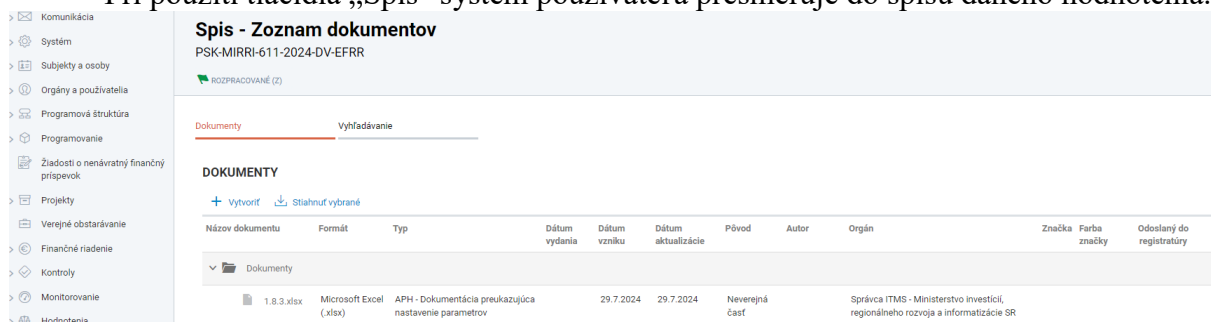 Pri použití tlačidla „Spis“ systém používateľa presmeruje do spisu daného hodnotenia.
Komunikácia
Systém
Subjekty a osoby
Orgány a používatelia
Programová štruktúra
Programovanie
Žiadosti o nenávratný finančný
príspevok
Projekty
Verejné obstarávanie
Finančné riadenie
Kontroly
Monitorovanie
Hodnotenia
Spis - Zoznam dokumentov
PSK-MIRRI-611-2024-DV-EFRR
ROZPRACOVANÉ (Z)
Dokumenty Vyhľadávanie
DOKUMENTY
Vytvoriť Stiahnuť vybrané
Názov dokumentu Formát Typ Dátum vydania Dátum vzniku Dátum aktualizácie Pôvod Autor Orgán Značka Farba značky Odoslaný do registratúry
Dokumenty
1.8.3.xlsx Microsoft Excel APH - Dokumentácia preukazujúca 29.7.2024 29.7.2024 Neverejná Správca ITMS - Ministerstvo investícií,
(.xlsx) nastavenie parametrov časť regionálneho rozvoja a informatizácie SR